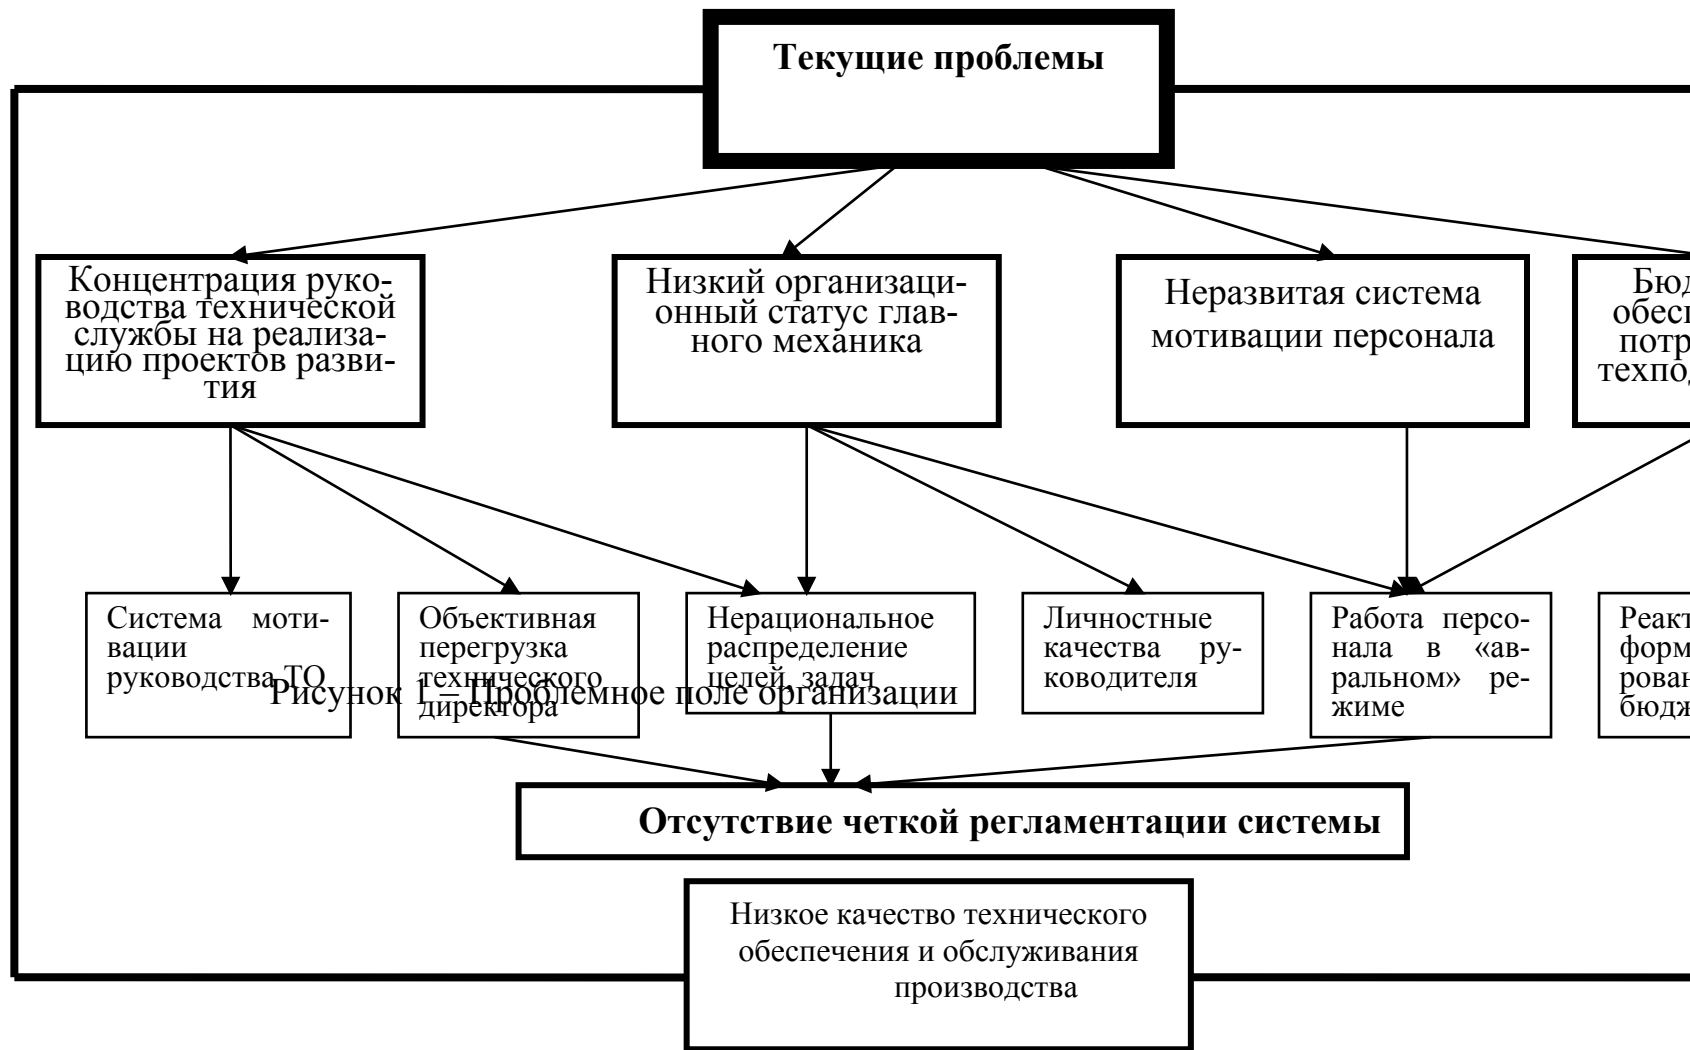 Текущие проблемы
Концентрация руко-
водства технической
службы на реализа-
цию проектов разви-
тия
Низкий организаци-
онный статус глав-
ного механика
Неразвитая система
мотивации персонала
Система моти-
вации
руководства ТО
Объективная
перегрузка
технического
директора
Нерациональное
распределение
целей, задач
Личностные
качества ру-
ководителя
Работа персо-
нала в «ав-
ральном» ре-
жиме
Рисунок 1 – Проблемное поле организации
Отсутствие четкой регламентации системы
Низкое качество технического
обеспечения и обслуживания
производства